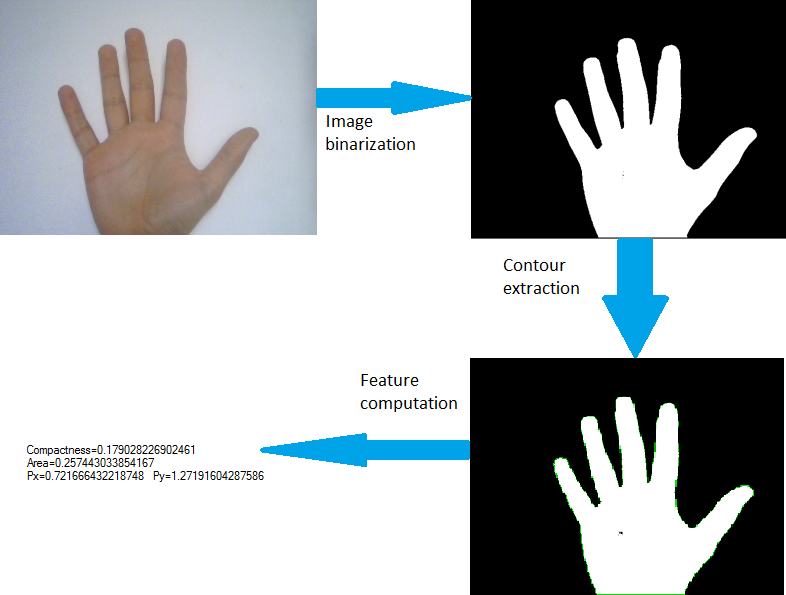 Image
binarization
Contour
extraction
Feature
computation
Compactness=0.179028226902461
Area=0.257443033854167
Px=0.721666432218748 Py=1.27191604287586